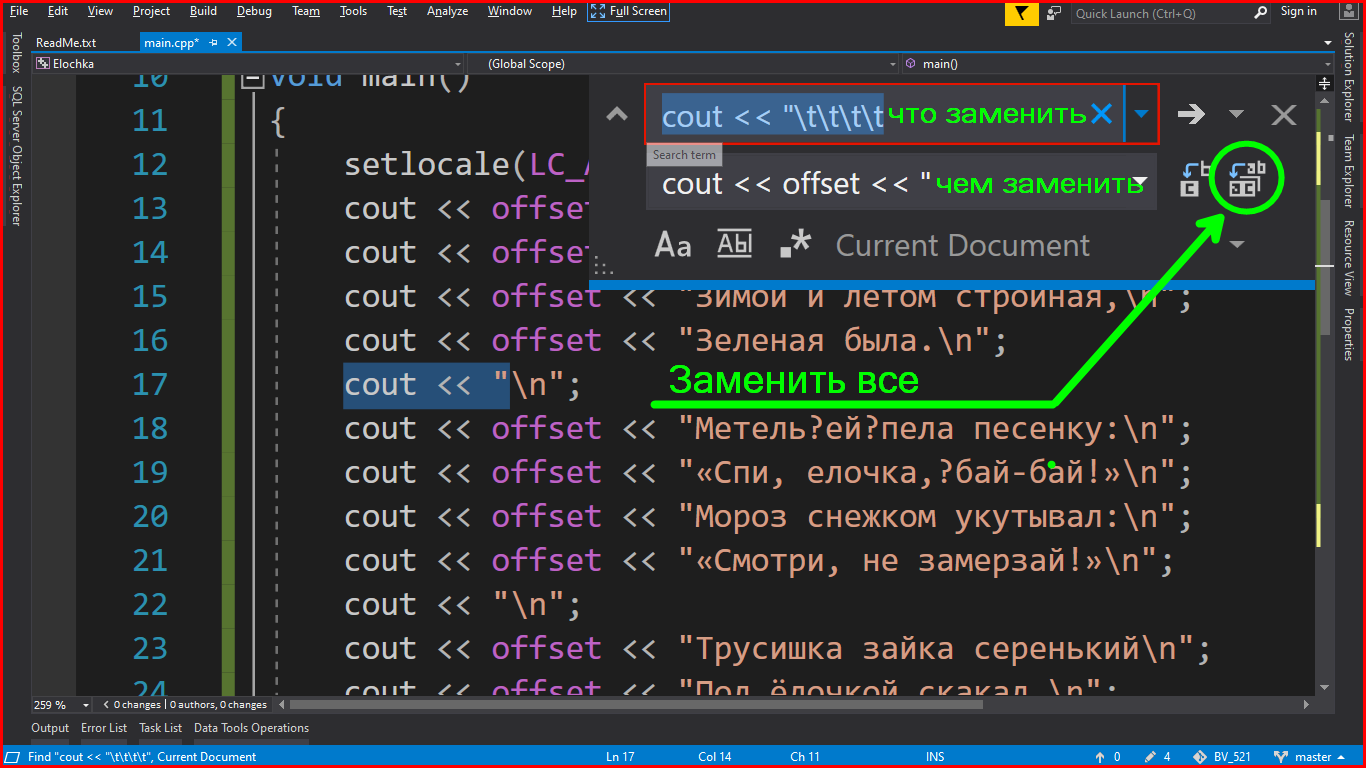 File Edit View Project Build Debug Team Tools Test Analyze Window Help Full Screen Quick Launch (Ctrl+Q) Sign in
ReadMe.txt main.cpp*
Elochka (Global Scope) main()
Toolbox
SQL Server Object Explorer
10 void main()
11 {
12 setlocale(LC_A
13 cout << offset
14 cout << offset
15 cout << offset << "Зимой и летом стройная,\n";
16 cout << offset << "Зеленая была.\n";
17 cout << "\n";
18 cout << offset << "Метель?ей?пела песенку:\n";
19 cout << offset << "«Спи, елочка,?бай-бай!»\n";
20 cout << offset << "Мороз снежком укутывал:\n";
21 cout << offset << "«Смотри, не замерзай!»\n";
22 cout << "\n";
23 cout << offset << "Трусишка зайка серенький\n";
24 cout << offset << "Под ёлочкой скакал.\n";
cout << "\t\t\t\t что заменить
Search term
cout << offset << " чем заменить
Aa Abl .* Current Document
Заменить все
Solution Explorer
Team Explorer
Resource View
Properties
259 % 0 changes | 0 authors, 0 changes
Output Error List Task List Data Tools Operations
Find "cout << "\t\t\t\t", Current Document Ln 17 Col 14 Ch 11 INS 0 4 BV_521 master